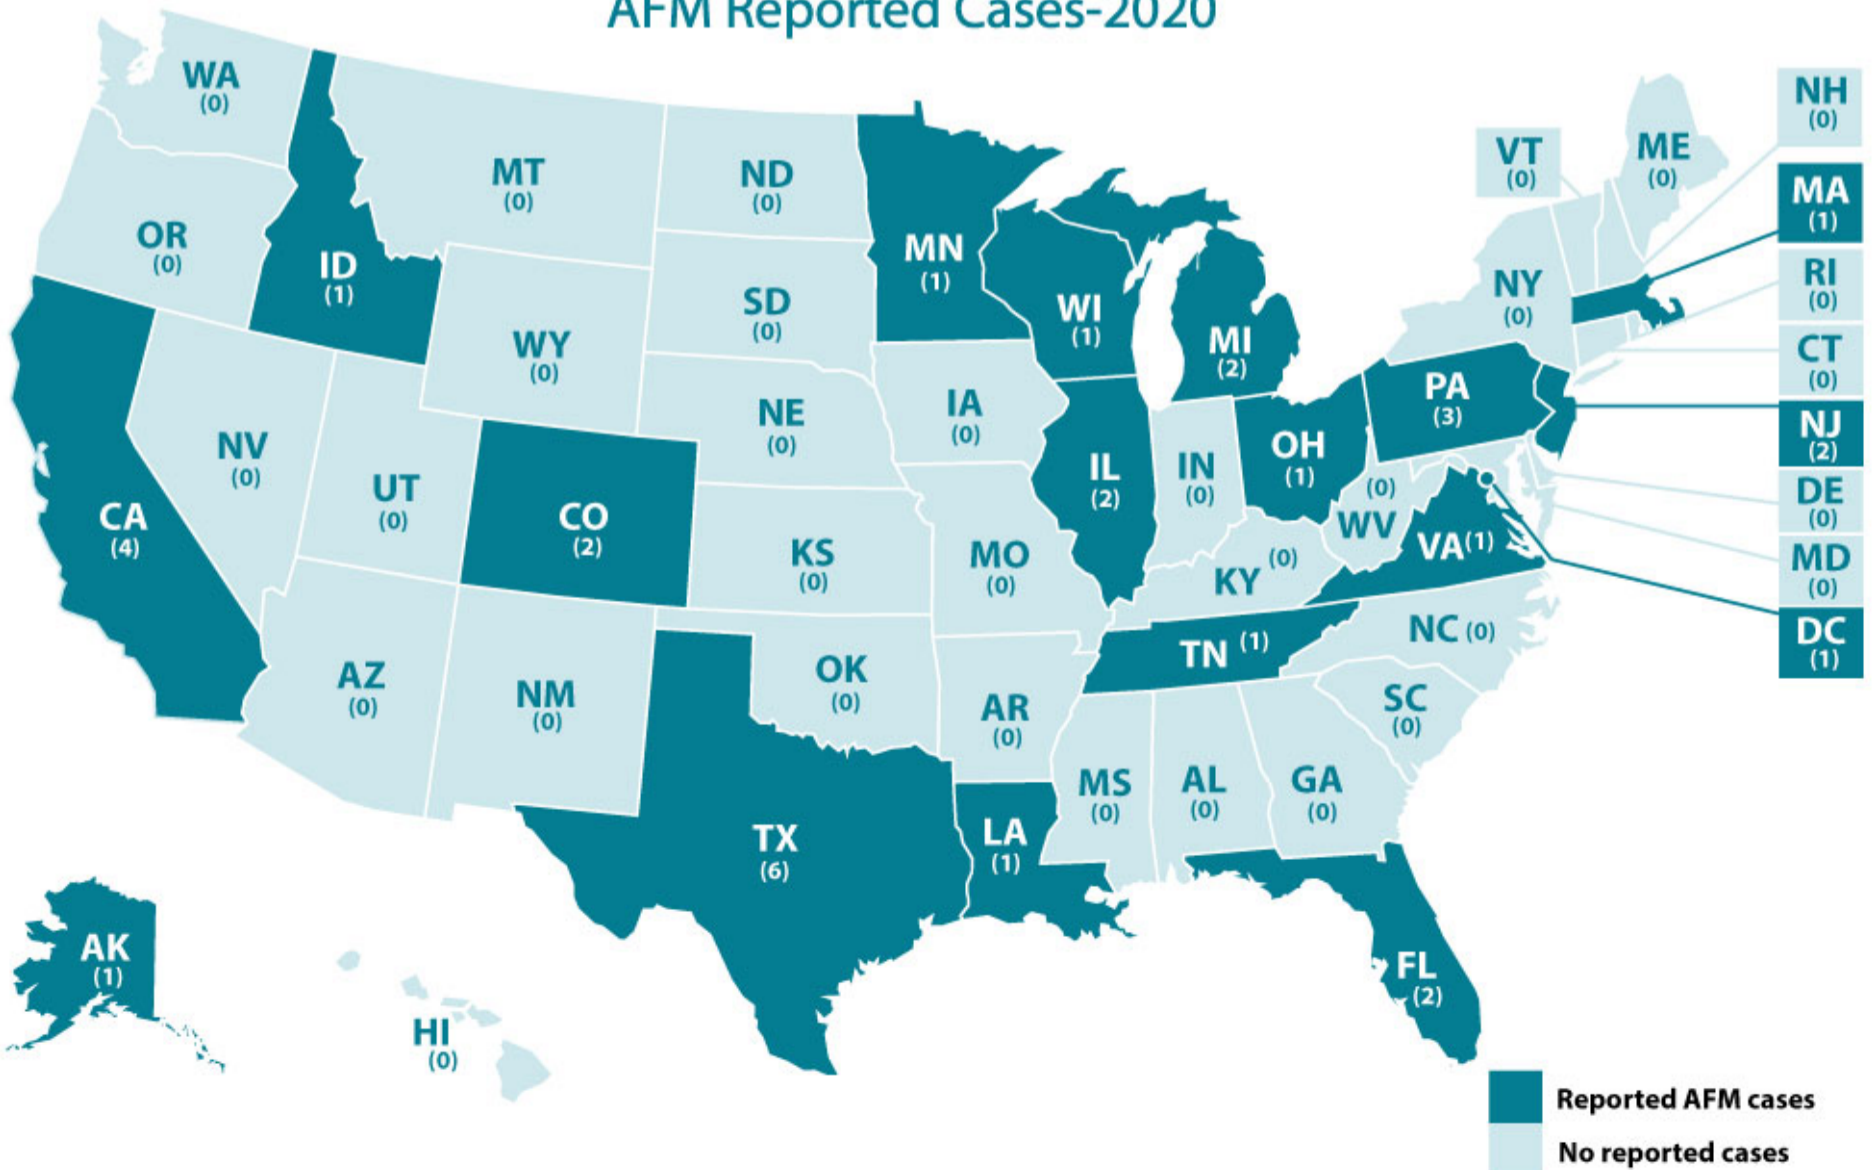 AFM Reported Cases-2020
WA
(0)
OR
(0)
ID
(1)
MT
(0)
ND
(0)
MN
(1)
WI
(1)
MI
(2)
SD
(0)
WY
(0)
NE
(0)
IA
(0)
CA
(4)
NV
(0)
UT
(0)
CO
(2)
KS
(0)
MO
(0)
IL
(2)
IN
(0)
OH
(1)
PA
(3)
NY
(0)
VT
(0)
ME
(0)
NH
(0)
MA
(1)
RI
(0)
CT
(0)
NJ
(2)
DE
(0)
MD
(0)
DC
(1)
(0)
WV
VA(1)
KY (0)
TN (1)
NC (0)
SC
(0)
AZ
(0)
NM
(0)
OK
(0)
AR
(0)
MS
(0)
AL
(0)
GA
(0)
TX
(6)
LA
(1)
FL
(2)
AK
(1)
HI
(0)
Reported AFM cases
No reported cases